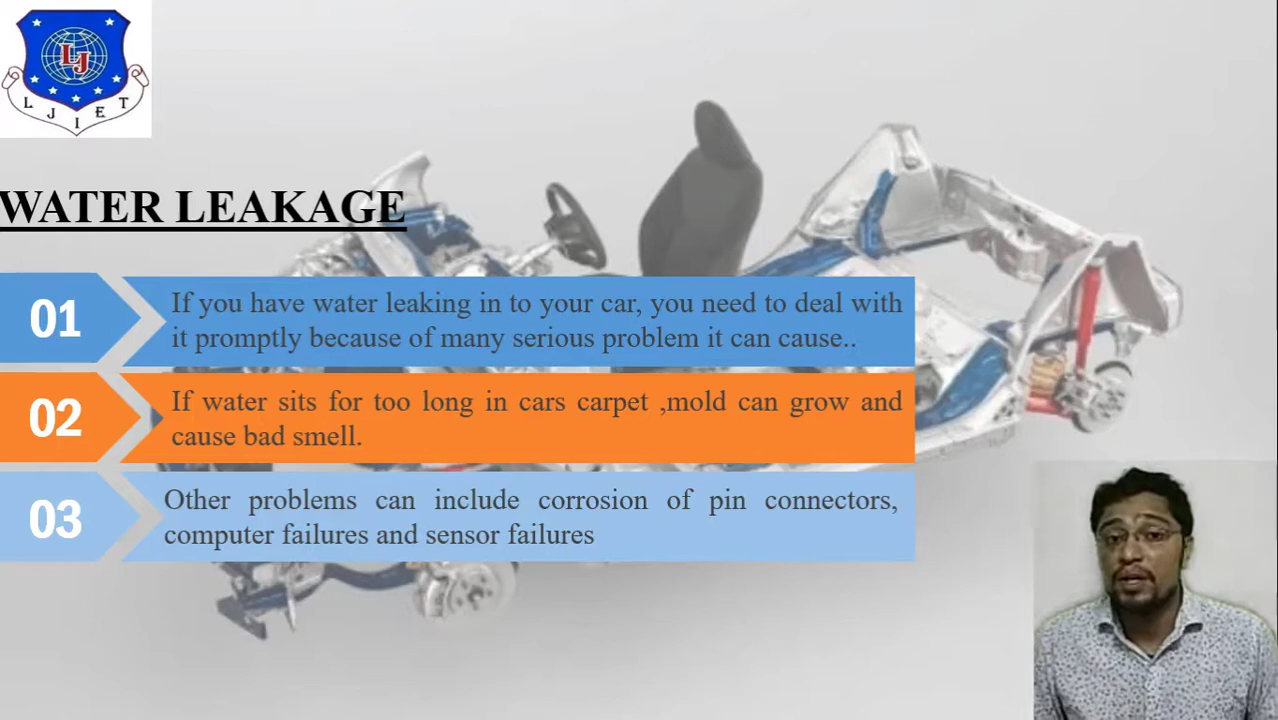 LJ
LJIET
WATER LEAKAGE
01
If you have water leaking in to your car, you need to deal with
it promptly because of many serious problem it can cause..
02
If water sits for too long in cars carpet ,mold can grow and
cause bad smell.
03
Other problems can include corrosion of pin connectors,
computer failures and sensor failures